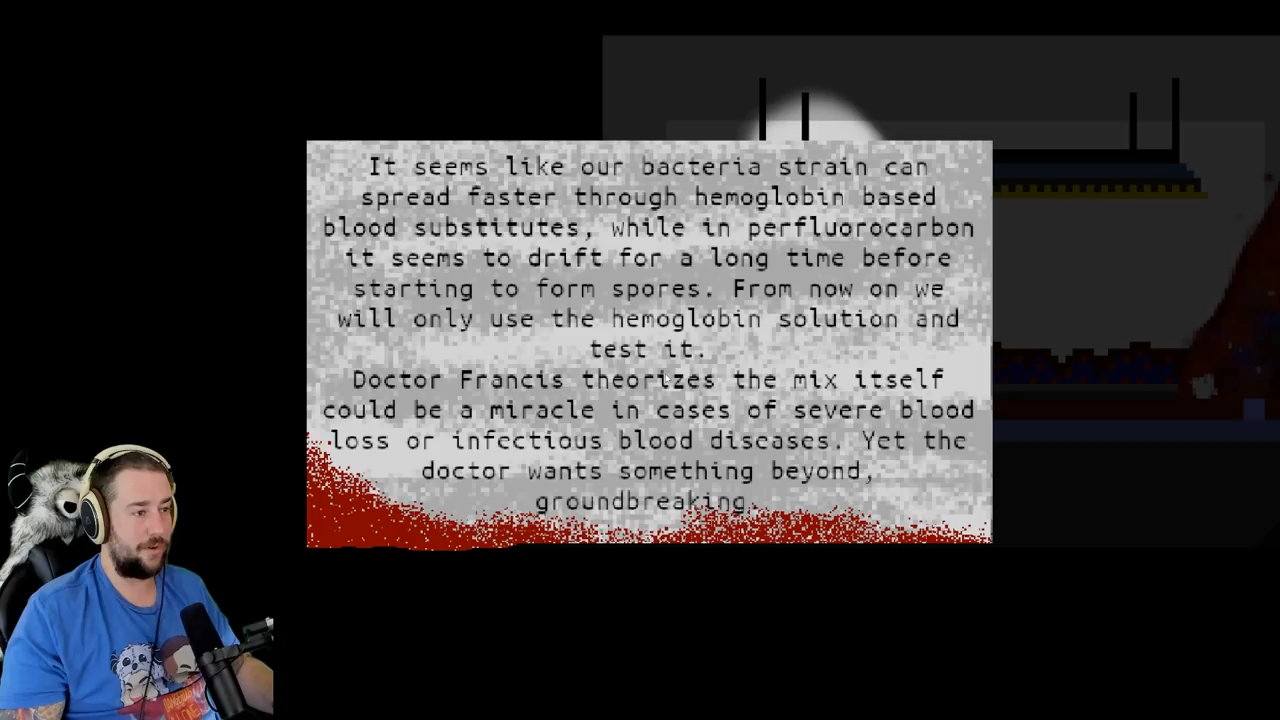 It seems like our bacteria strain can
spread faster through hemoglobin based
blood substitutes, while in perfluorocarbon
it seems to drift for a long time before
starting to form spores. From now on we
will only use the hemoglobin solution and
test it.
Doctor Francis theorizes the mix itself
could be a miracle in cases of severe blood
loss or infectious blood diseases. Yet the
doctor wants something beyond,
groundbreaking.